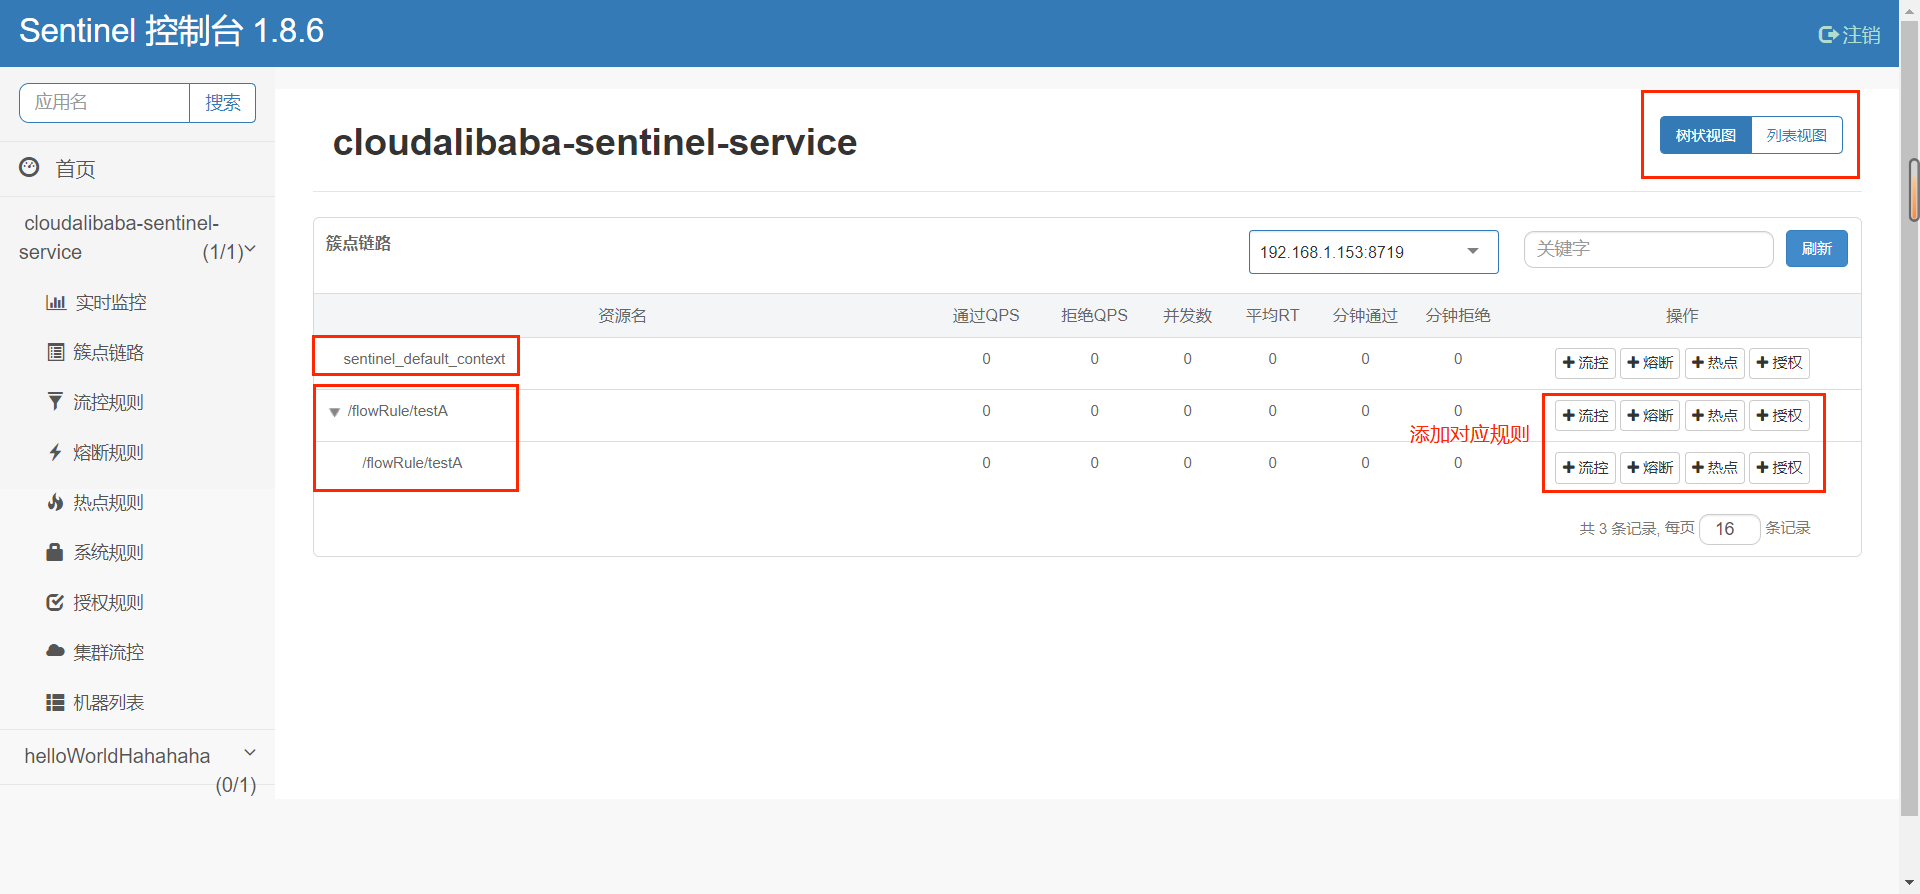 Sentinel 控制台 1.8.6
注销
应用名
搜索
首页
cloudalibaba-sentinel-
service
(1/1)
实时监控
簇点链路
流控规则
熔断规则
热点规则
系统规则
授权规则
集群流控
机器列表
helloWorldHahahaha
(0/1)
cloudalibaba-sentinel-service
树状视图 列表视图
簇点链路
192.168.1.153:8719
关键字
刷新
资源名 通过QPS 拒绝QPS 并发数 平均RT 分钟通过 分钟拒绝 操作
sentinel_default_context 0 0 0 0 0 0 流控 熔断 热点 授权
/flowRule/testA 0 0 0 0 0 0 流控 熔断 热点 授权
添加对应规则
/flowRule/testA 0 0 0 0 0 0 流控 熔断 热点 授权
共 3 条记录, 每页 16 条记录